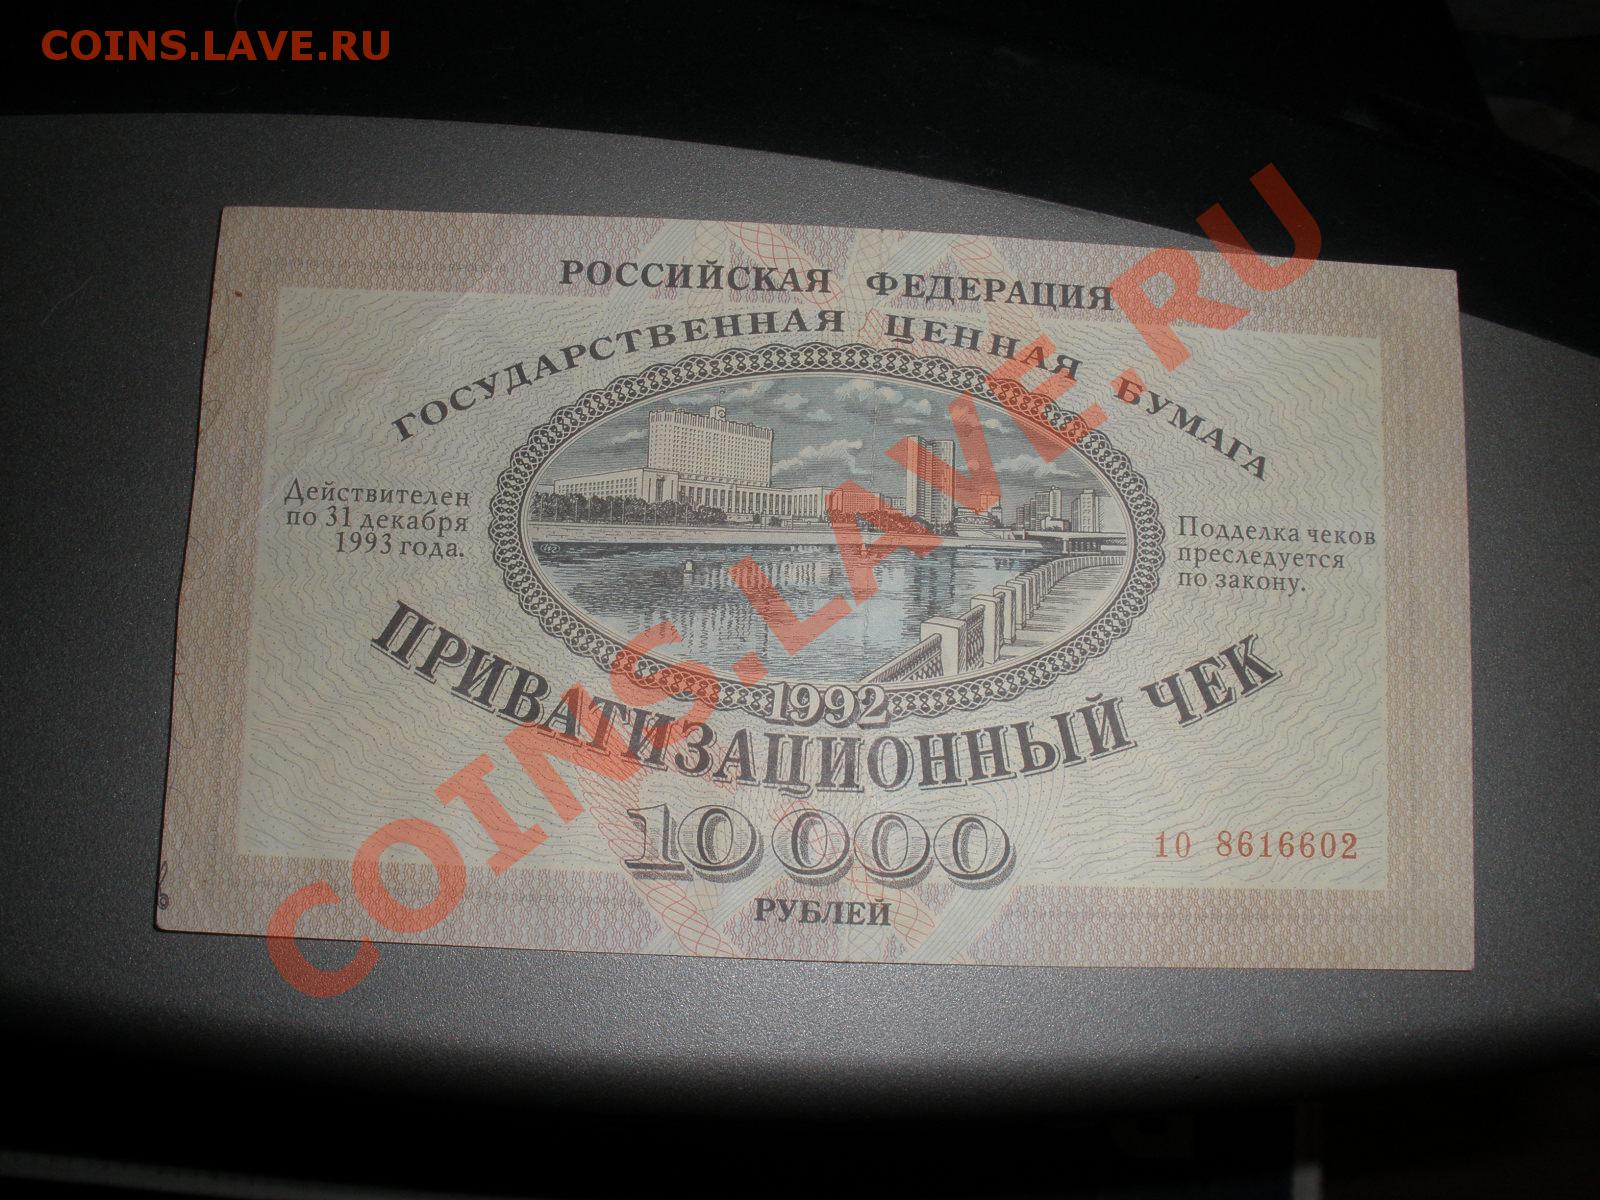 COINS.LAVE.RU
РОССИЙСКАЯ ФЕДЕРАЦИЯ
ГОСУДАРСТВЕННАЯ ЦЕННАЯ БУМАГА
Действителен
по 31 декабря
1993 года.
Подделка чеков
преследуется
по закону.
1992
ПРИВАТИЗАЦИОННЫЙ ЧЕК
10 000
РУБЛЕЙ
10 8616602
COINS.LAVE.RU